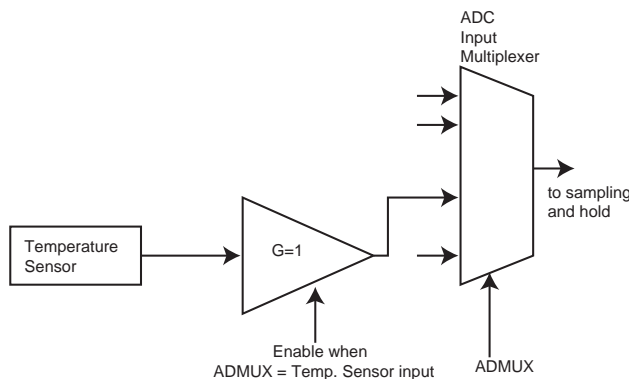 ADC
Input
Multiplexer
to sampling
and hold
Temperature
Sensor
G=1
Enable when
ADMUX = Temp. Sensor input
ADMUX